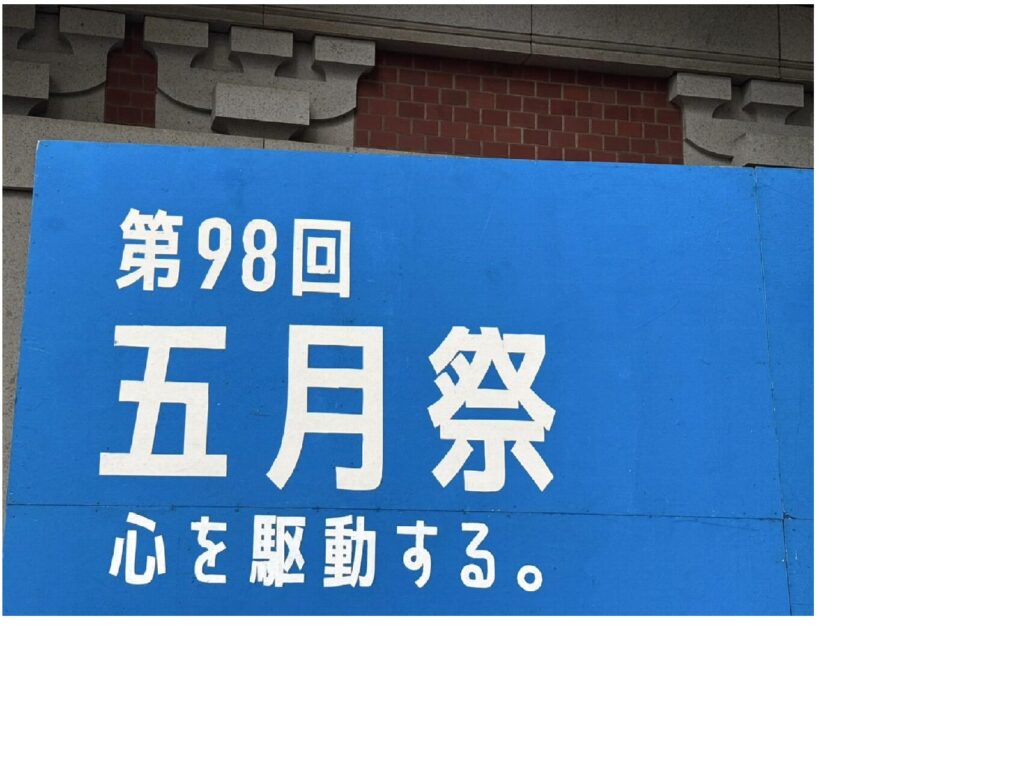 第98回
五月祭
心を駆動する。